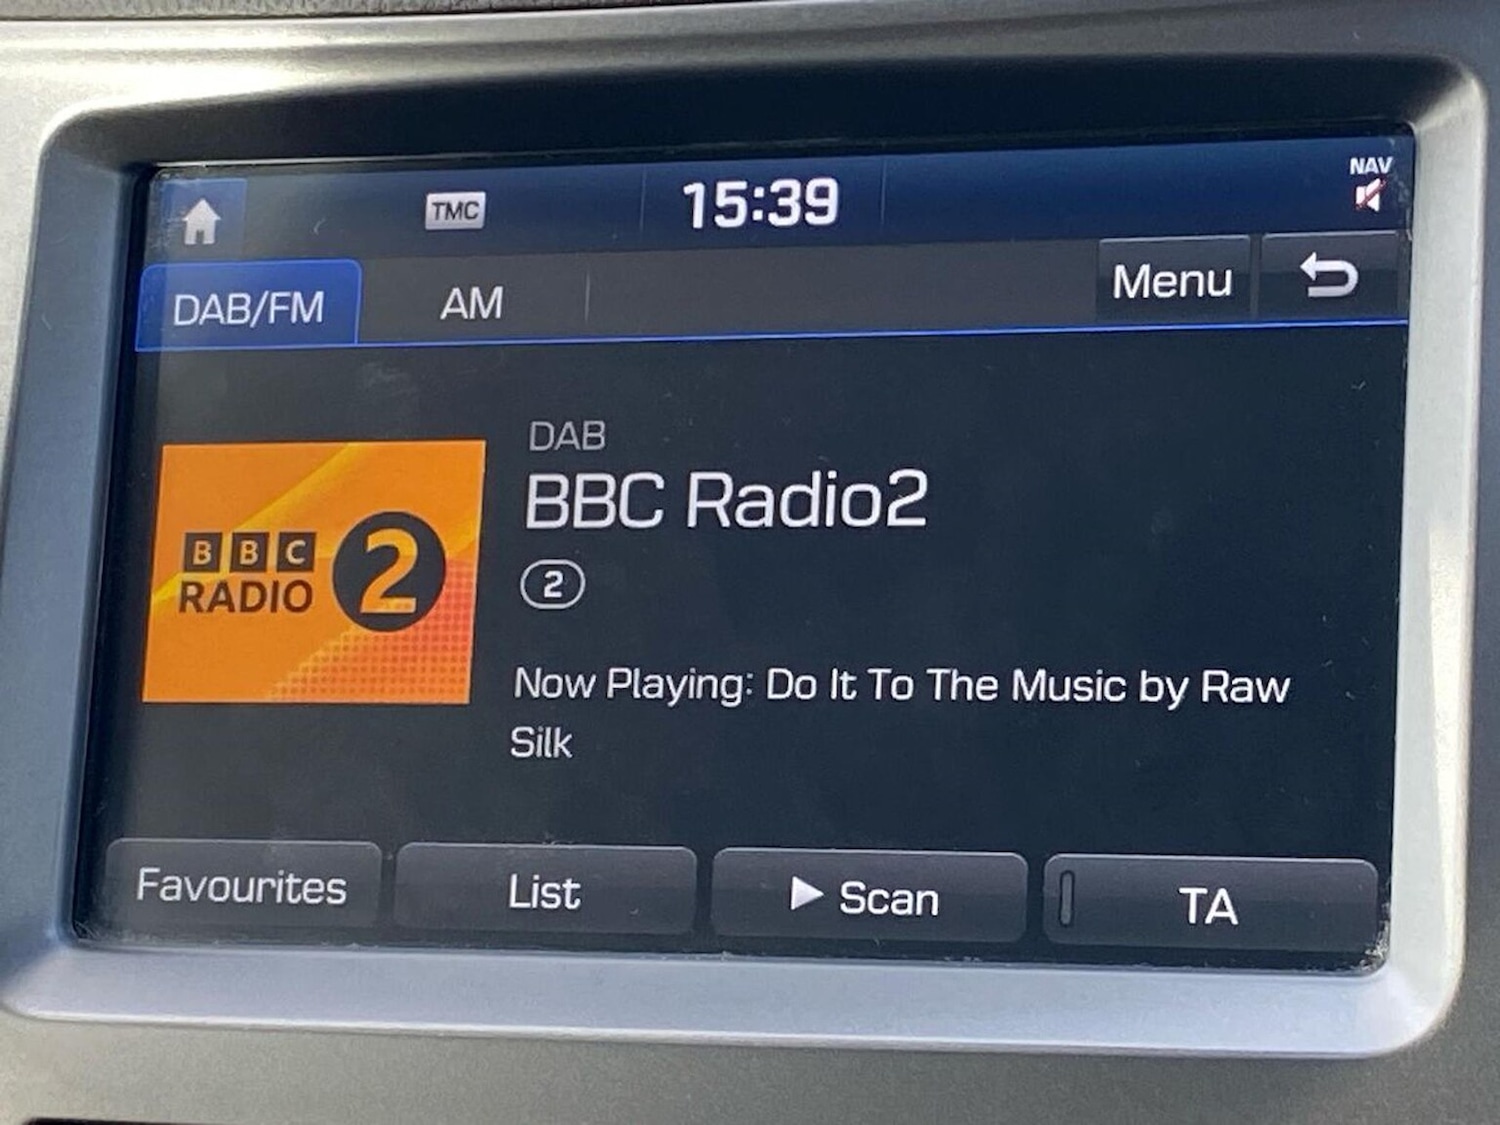 TMC
15:39
NAV
DAB/FM
AM
Menu
DAB
BBC Radio2
BBC
RADIO
2
2
Now Playing: Do It To The Music by Raw
Silk
Favourites
List
Scan
TA